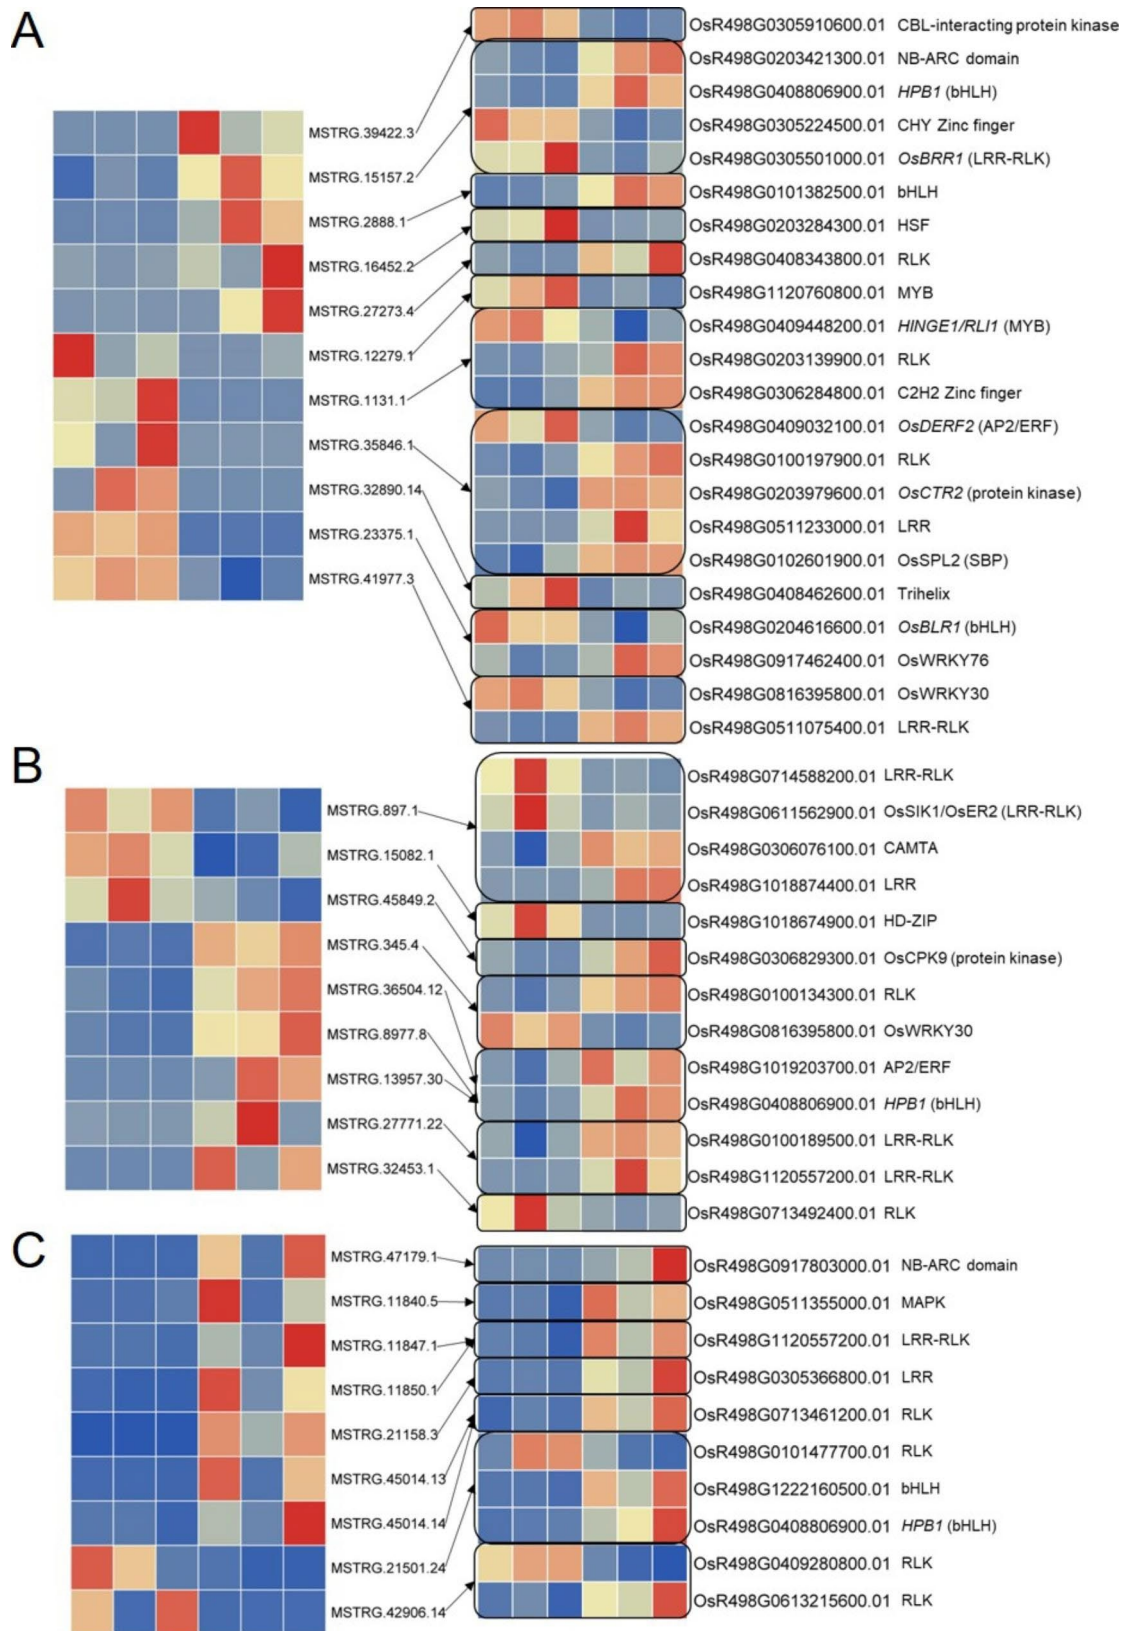 A
MSTRG.39422.3
MSTRG.15157.2
MSTRG.2888.1
MSTRG.16452.2
MSTRG.27273.4
MSTRG.12279.1
MSTRG.1131.1
MSTRG.35846.1
MSTRG.32890.14
MSTRG.23375.1
MSTRG.41977.3
OsR498G0305910600.01 CBL-interacting protein kinase
OsR498G0203421300.01 NB-ARC domain
OsR498G0408806900.01 HPB1 (bHLH)
OsR498G0305224500.01 CHY Zinc finger
OsR498G0305501000.01 OsBRR1 (LRR-RLK)
OsR498G0101382500.01 bHLH
OsR498G0203284300.01 HSF
OsR498G0408343800.01 RLK
OsR498G1120760800.01 MYB
OsR498G0409448200.01 HINGE1/RLI1 (MYB)
OsR498G0203139900.01 RLK
OsR498G0306284800.01 C2H2 Zinc finger
OsR498G0409032100.01 OsDERF2 (AP2/ERF)
OsR498G0100197900.01 RLK
OsR498G0203979600.01 OsCTR2 (protein kinase)
OsR498G0511233000.01 LRR
OsR498G0102601900.01 OsSPL2 (SBP)
OsR498G0408462600.01 Trihelix
OsR498G0204616600.01 OsBLR1 (bHLH)
OsR498G0917462400.01 OsWRKY76
OsR498G0816395800.01 OsWRKY30
OsR498G0511075400.01 LRR-RLK
B
MSTRG.897.1
MSTRG.15082.1
MSTRG.45849.2
MSTRG.345.4
MSTRG.36504.12
MSTRG.8977.8
MSTRG.13957.30
MSTRG.27771.22
MSTRG.32453.1
OsR498G0714588200.01 LRR-RLK
OsR498G0611562900.01 OsSIK1/OsER2 (LRR-RLK)
OsR498G0306076100.01 CAMTA
OsR498G1018874400.01 LRR
OsR498G1018674900.01 HD-ZIP
OsR498G0306829300.01 OsCPK9 (protein kinase)
OsR498G0100134300.01 RLK
OsR498G0816395800.01 OsWRKY30
OsR498G1019203700.01 AP2/ERF
OsR498G0408806900.01 HPB1 (bHLH)
OsR498G0100189500.01 LRR-RLK
OsR498G1120557200.01 LRR-RLK
OsR498G0713492400.01 RLK
C
MSTRG.47179.1
MSTRG.11840.5
MSTRG.11847.1
MSTRG.11850.1
MSTRG.21158.3
MSTRG.45014.13
MSTRG.45014.14
MSTRG.21501.24
MSTRG.42906.14
OsR498G0917803000.01 NB-ARC domain
OsR498G0511355000.01 MAPK
OsR498G1120557200.01 LRR-RLK
OsR498G0305366800.01 LRR
OsR498G0713461200.01 RLK
OsR498G0101477700.01 RLK
OsR498G1222160500.01 bHLH
OsR498G0408806900.01 HPB1 (bHLH)
OsR498G0409280800.01 RLK
OsR498G0613215600.01 RLK